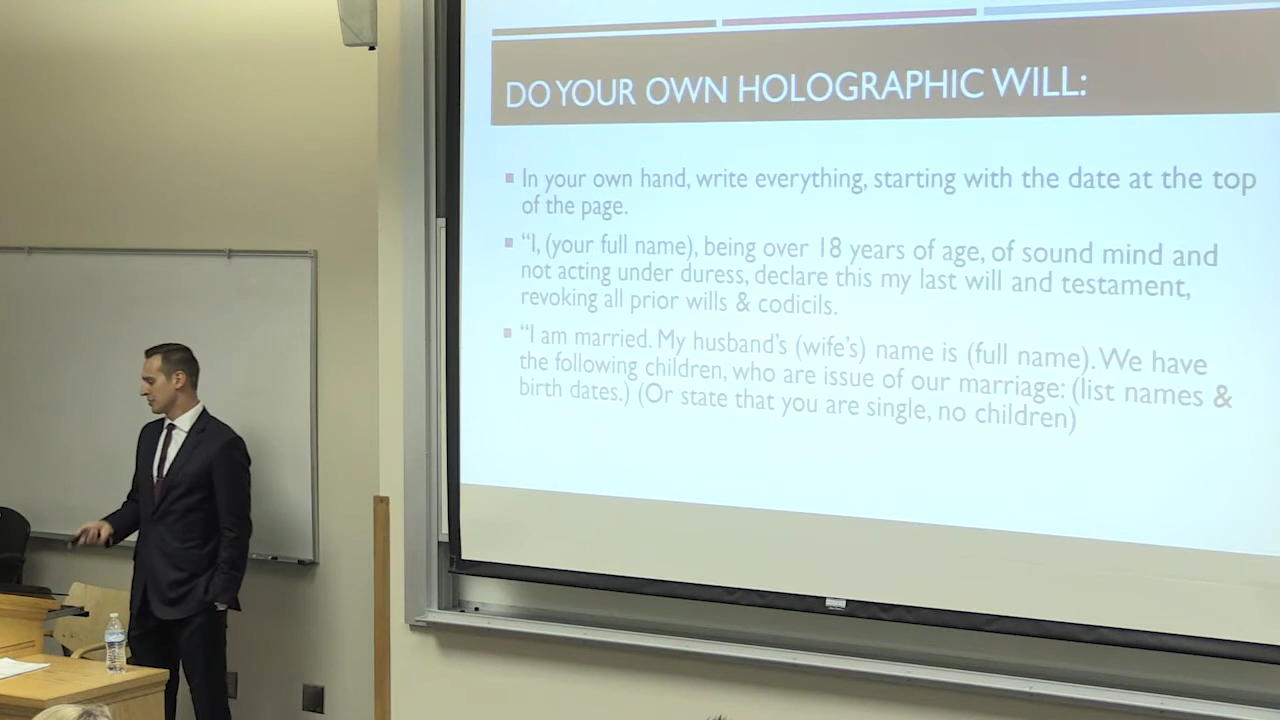 DO YOUR OWN HOLOGRAPHIC WILL:
In your own hand, write everything, starting with the date at the top
of the page.
“I, (your full name), being over 18 years of age, of sound mind and
not acting under duress, declare this my last will and testament,
revoking all prior wills & codicils.
“I am married. My husband’s (wife’s) name is (full name). We have
the following children, who are issue of our marriage: (list names &
birth dates.) (Or state that you are single, no children)